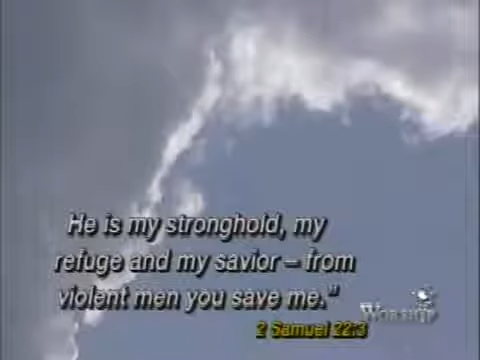 He is my stronghold, my
refuge and my savior – from
violent men you save me."
WORSHIP
2 Samuel 22:3